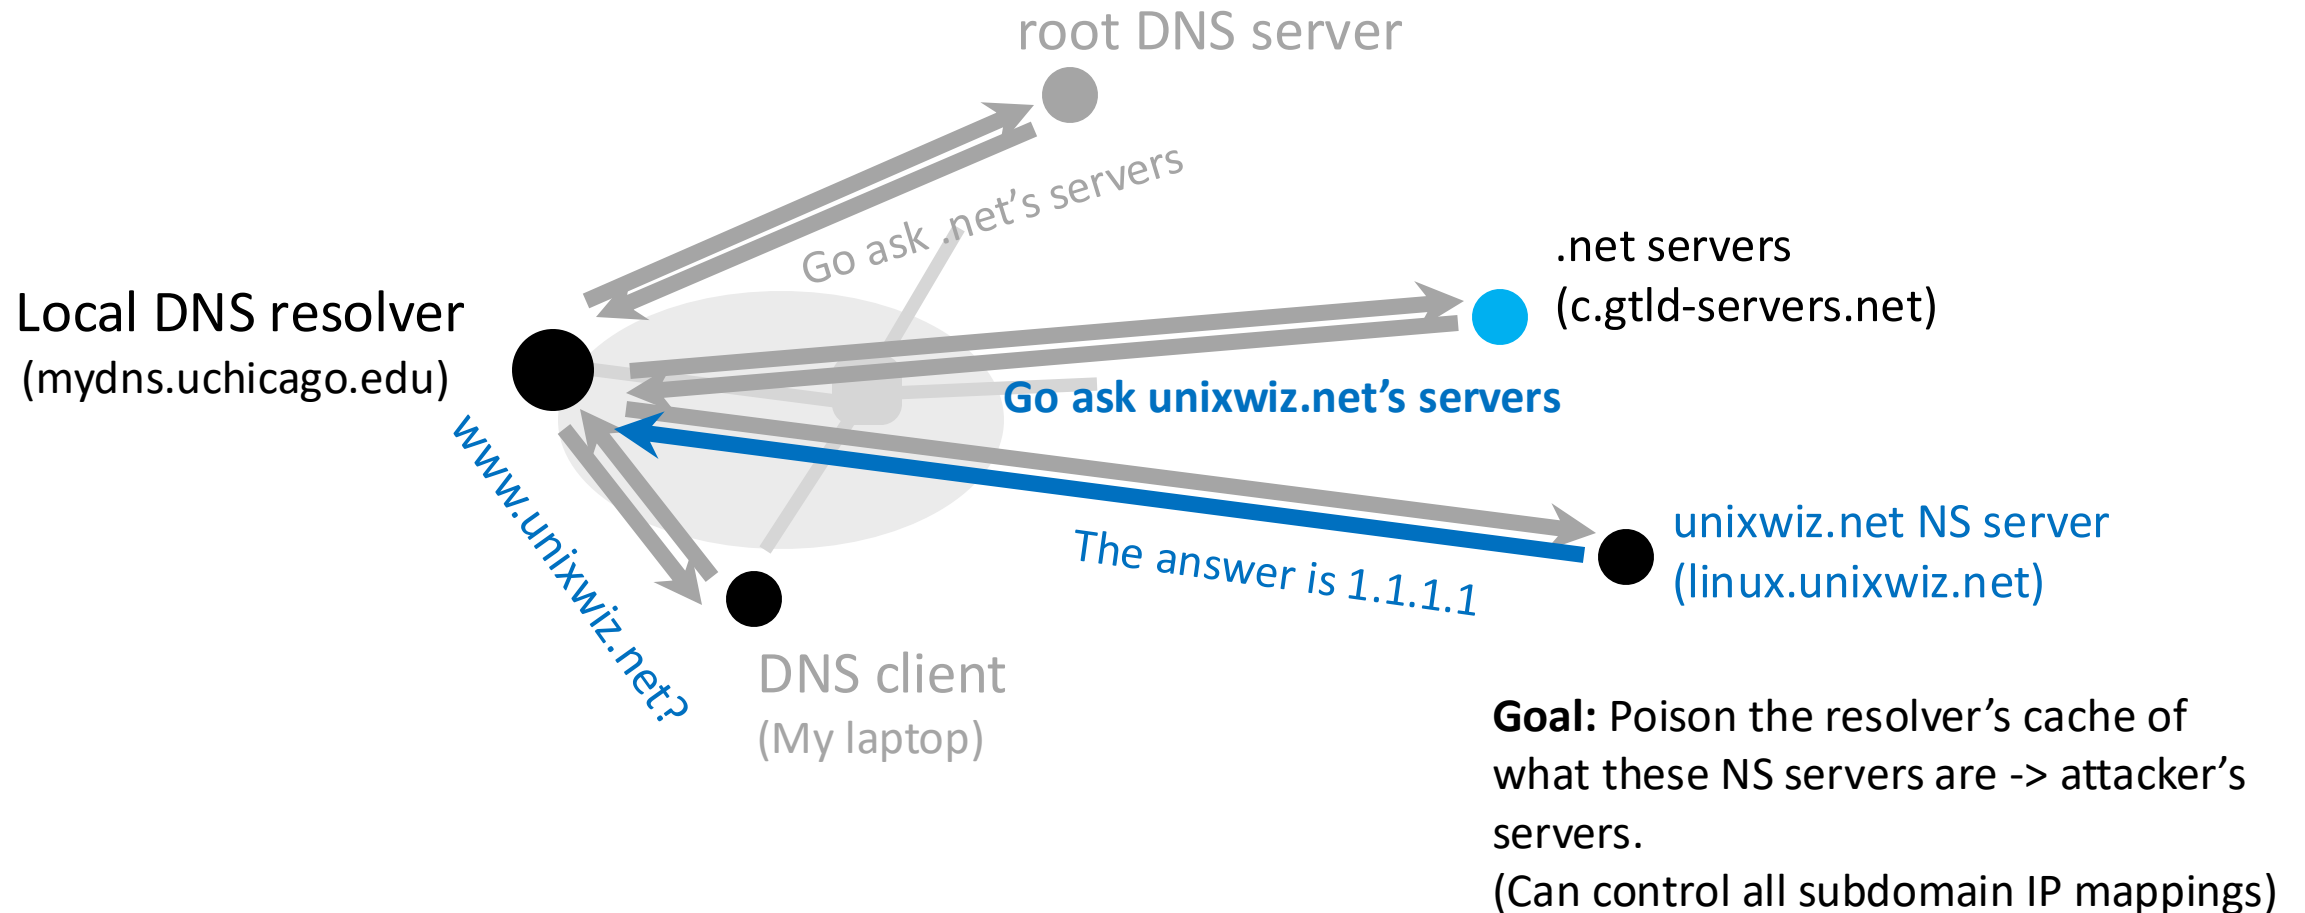 root DNS server
Go ask .net’s servers
.net servers
(c.gtld-servers.net)
Local DNS resolver
(mydns.uchicago.edu)
Go ask unixwiz.net’s servers
www.unixwiz.net?
unixwiz.net NS server
(linux.unixwiz.net)
The answer is 1.1.1.1
DNS client
(My laptop)
Goal: Poison the resolver’s cache of
what these NS servers are -> attacker’s
servers.
(Can control all subdomain IP mappings)